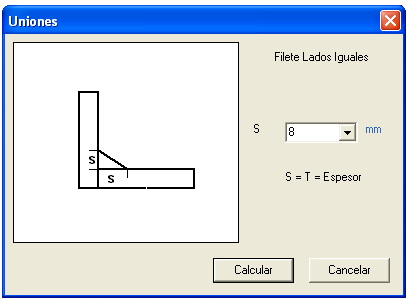 Uniones
Filete Lados Iguales
S
S
S 8 mm
S = T = Espesor
Calcular Cancelar